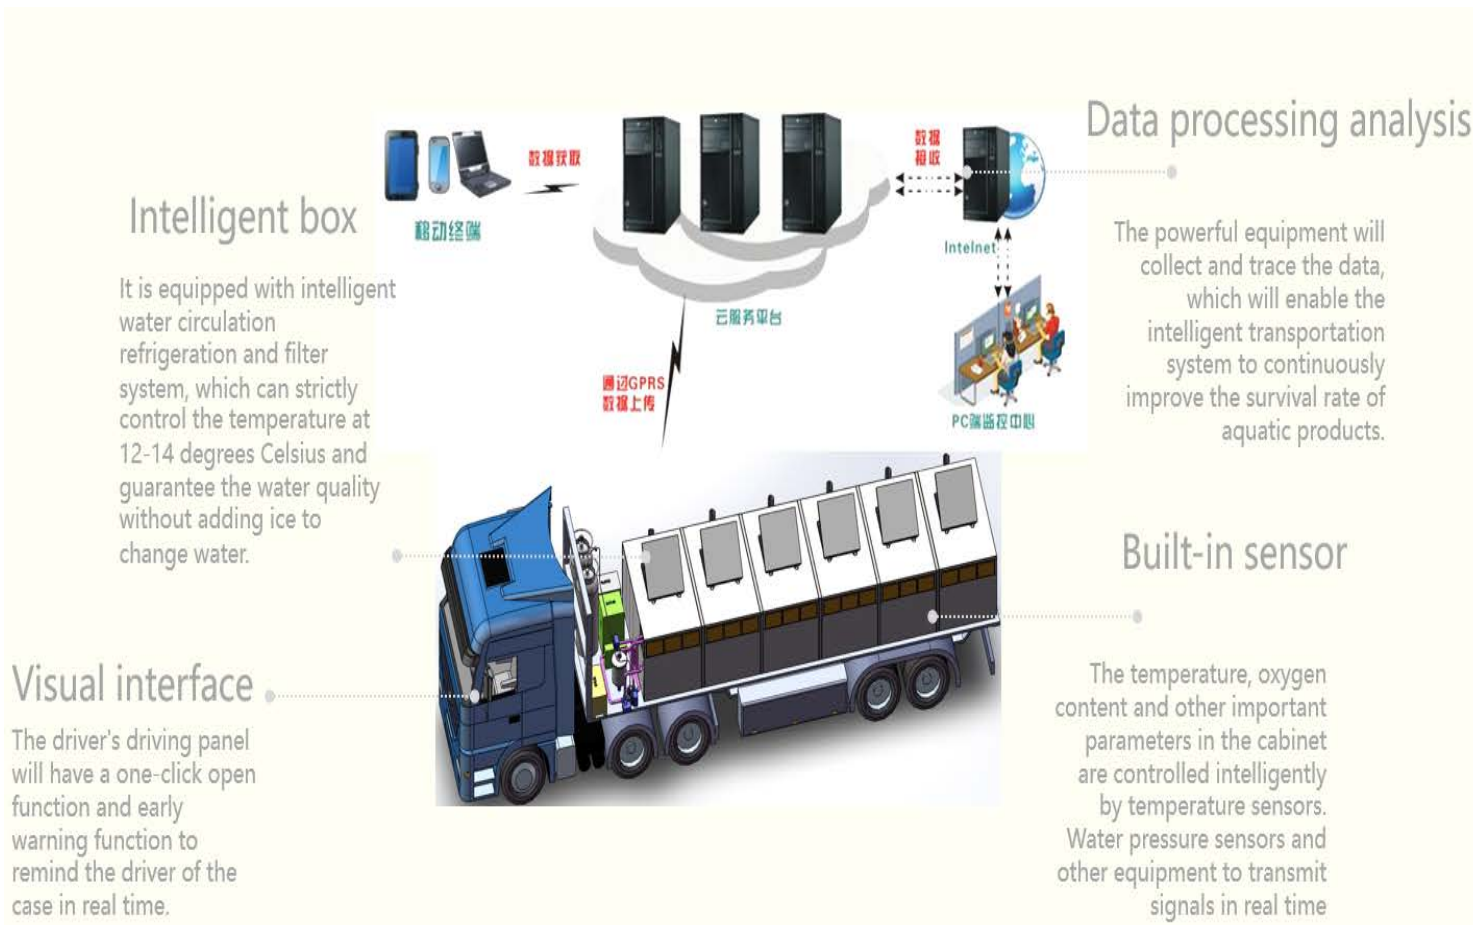 Data processing analysis
The powerful equipment will
collect and trace the data,
which will enable the
intelligent transportation
system to continuously
improve the survival rate of
aquatic products.
Intelligent box
It is equipped with intelligent
water circulation
refrigeration and filter
system, which can strictly
control the temperature at
12-14 degrees Celsius and
guarantee the water quality
without adding ice to
change water.
数据获取
移动终端
数据
接收
Intelnet
云服务平台
通过GPRS
数据上传
PC端监控中心
Built-in sensor
The temperature, oxygen
content and other important
parameters in the cabinet
are controlled intelligently
by temperature sensors.
Water pressure sensors and
other equipment to transmit
signals in real time
Visual interface
The driver's driving panel
will have a one-click open
function and early
warning function to
remind the driver of the
case in real time.